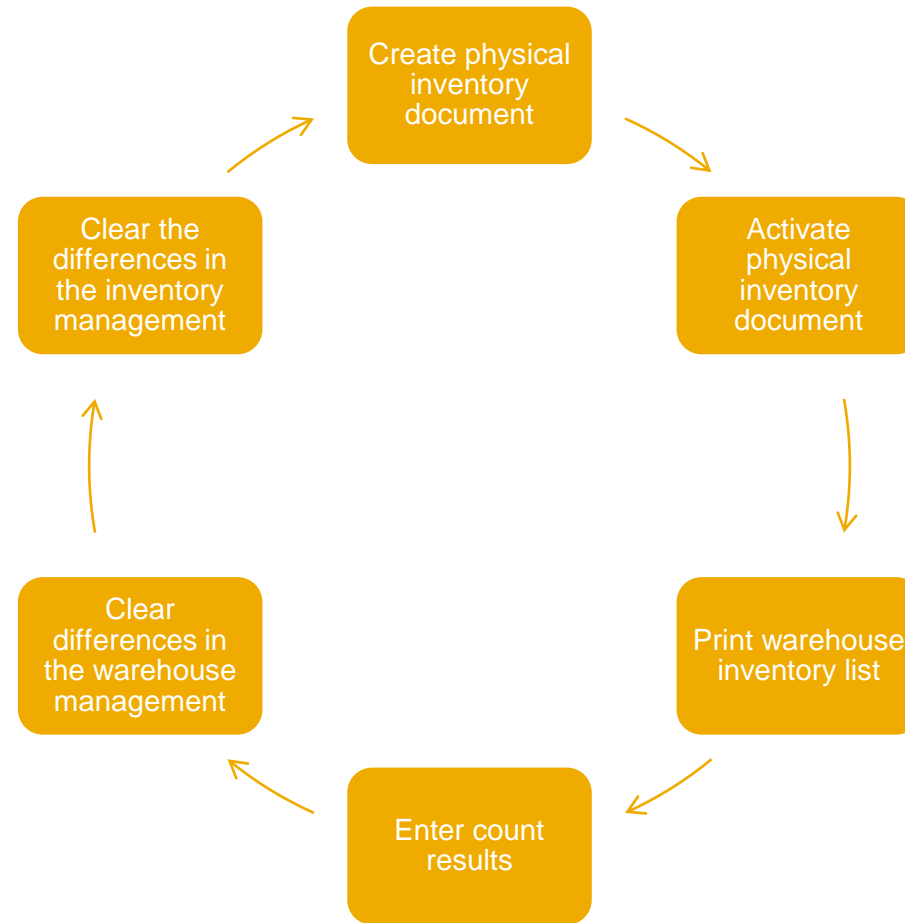 Create physical
inventory
document
Activate
physical
inventory
document
Print warehouse
inventory list
Enter count
results
Clear
differences in
the warehouse
management
Clear the
differences in
the inventory
management